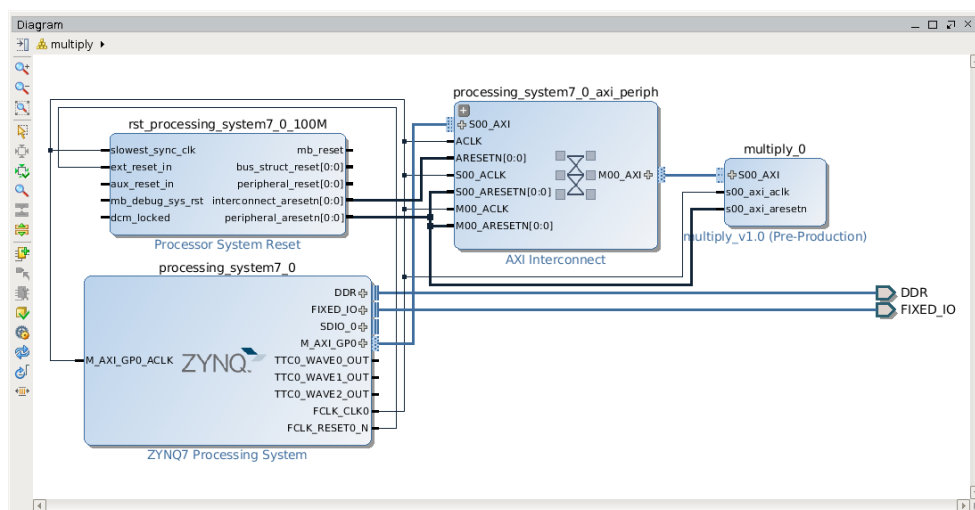 Diagram
multiply
rst_processing_system7_0_100M
slowest_sync_clk
ext_reset_in
aux_reset_in
mb_debug_sys_rst
dcm_locked
mb_reset
bus_struct_reset[0:0]
peripheral_reset[0:0]
interconnect_aresetn[0:0]
peripheral_aresetn[0:0]
Processor System Reset
processing_system7_0_axi_periph
S00_AXI
ACLK
ARESETN[0:0]
S00_ACLK
S00_ARESETN[0:0]
M00_ACLK
M00_ARESETN[0:0]
M00_AXI
AXI Interconnect
multiply_0
S00_AXI
s00_axi_aclk
s00_axi_aresetn
multiply_v1.0 (Pre-Production)
processing_system7_0
M_AXI_GP0_ACLK
ZYNQ
DDR
FIXED_IO
SDIO_0
M_AXI_GP0
TTC0_WAVE0_OUT
TTC0_WAVE1_OUT
TTC0_WAVE2_OUT
FCLK_CLK0
FCLK_RESET0_N
ZYNQ7 Processing System
DDR
FIXED_IO